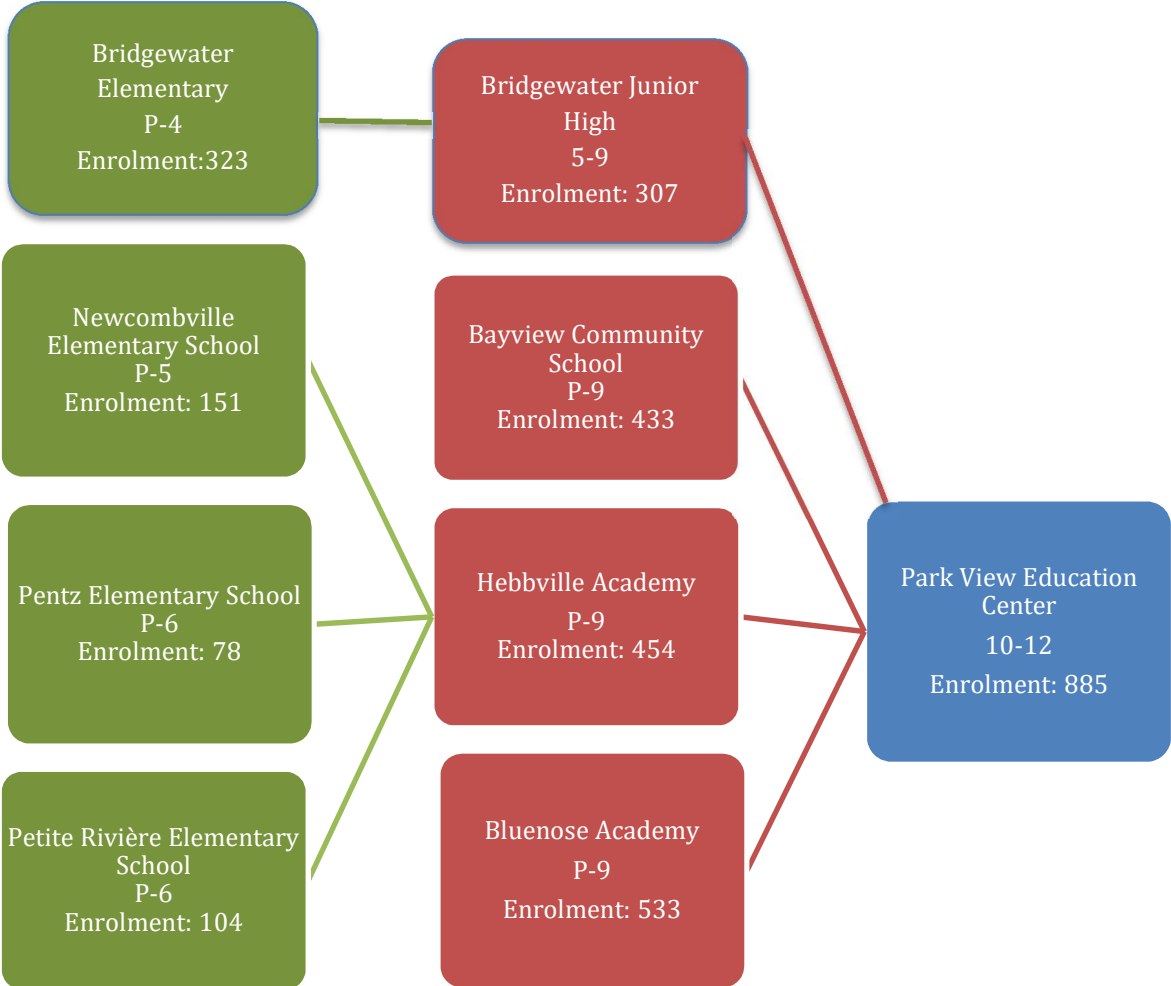 Bridgewater
Elementary
P-4
Enrolment:323
Bridgewater Junior
High
5-9
Enrolment: 307
Newcombville
Elementary School
P-5
Enrolment: 151
Bayview Community
School
P-9
Enrolment: 433
Pentz Elementary School
P-6
Enrolment: 78
Hebbville Academy
P-9
Enrolment: 454
Park View Education
Center
10-12
Enrolment: 885
Petite Rivière Elementary
School
P-6
Enrolment: 104
Bluenose Academy
P-9
Enrolment: 533